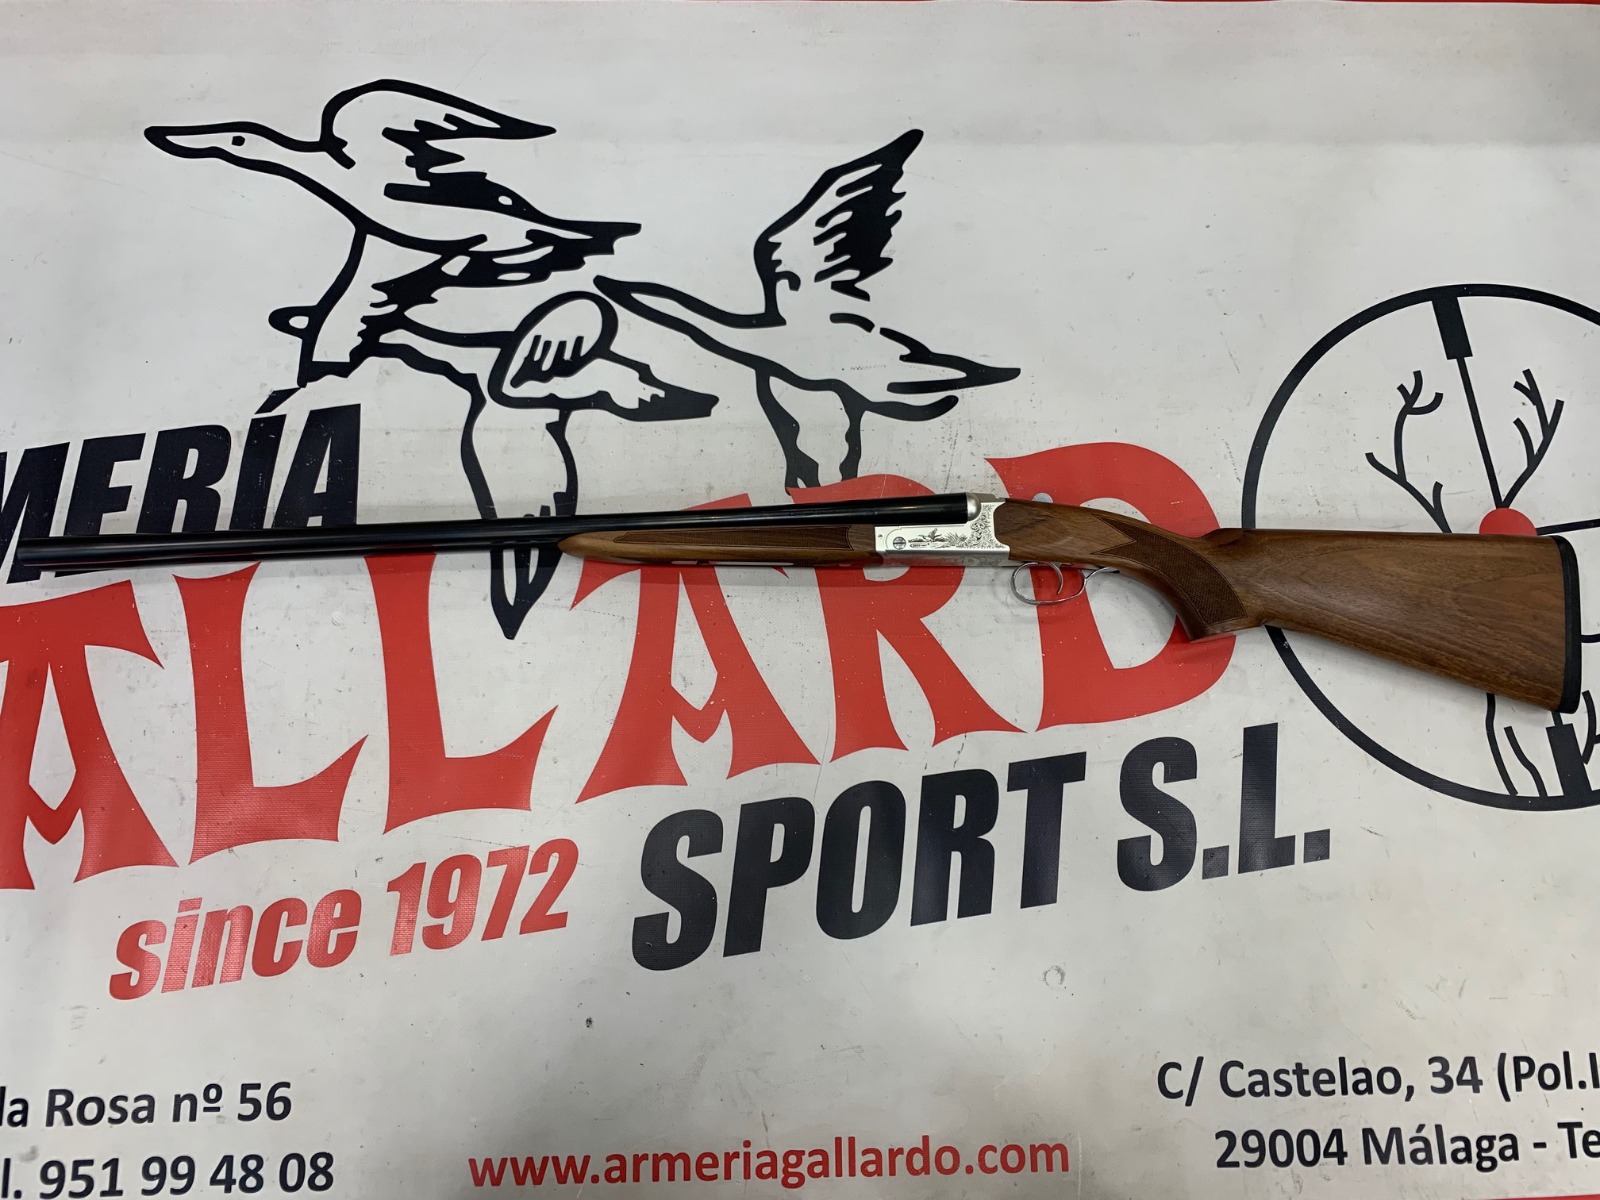 MERÍA
ALLARDO
since 1972 SPORT S.L.
la Rosa nº 56
l. 951 99 48 08
www.armeriagallardo.com
C/ Castelao, 34 (Pol.I
29004 Málaga - Te